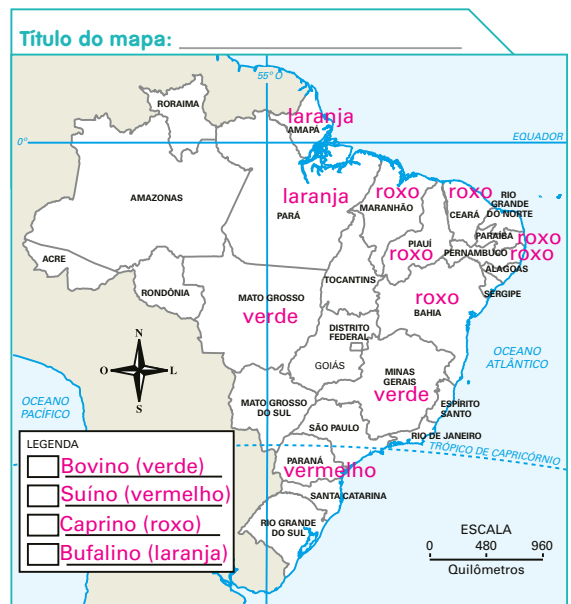 Título do mapa:
55º O
RORAIMA
laranja
AMAPÁ
0º
EQUADOR
AMAZONAS
laranja
PARÁ
roxo
MARANHÃO
roxo
CEARÁ
RIO
GRANDE
DO NORTE
PARAÍBA
roxo
PIAUÍ
roxo
PERNAMBUCO
roxo
ALAGOAS
SERGIPE
ACRE
RONDÔNIA
TOCANTINS
MATO GROSSO
verde
roxo
BAHIA
DISTRITO
FEDERAL
GOIÁS
MINAS
GERAIS
verde
OCEANO
ATLÂNTICO
N
O
L
S
OCEANO
PACÍFICO
MATO GROSSO
DO SUL
ESPÍRITO
SANTO
SÃO PAULO
RIO DE JANEIRO
TRÓPICO DE CAPRICÓRNIO
PARANÁ
vermelho
SANTA CATARINA
RIO GRANDE
DO SUL
LEGENDA
Bovino (verde)
Suíno (vermelho)
Caprino (roxo)
Bufalino (laranja)
ESCALA
0 480 960
Quilômetros